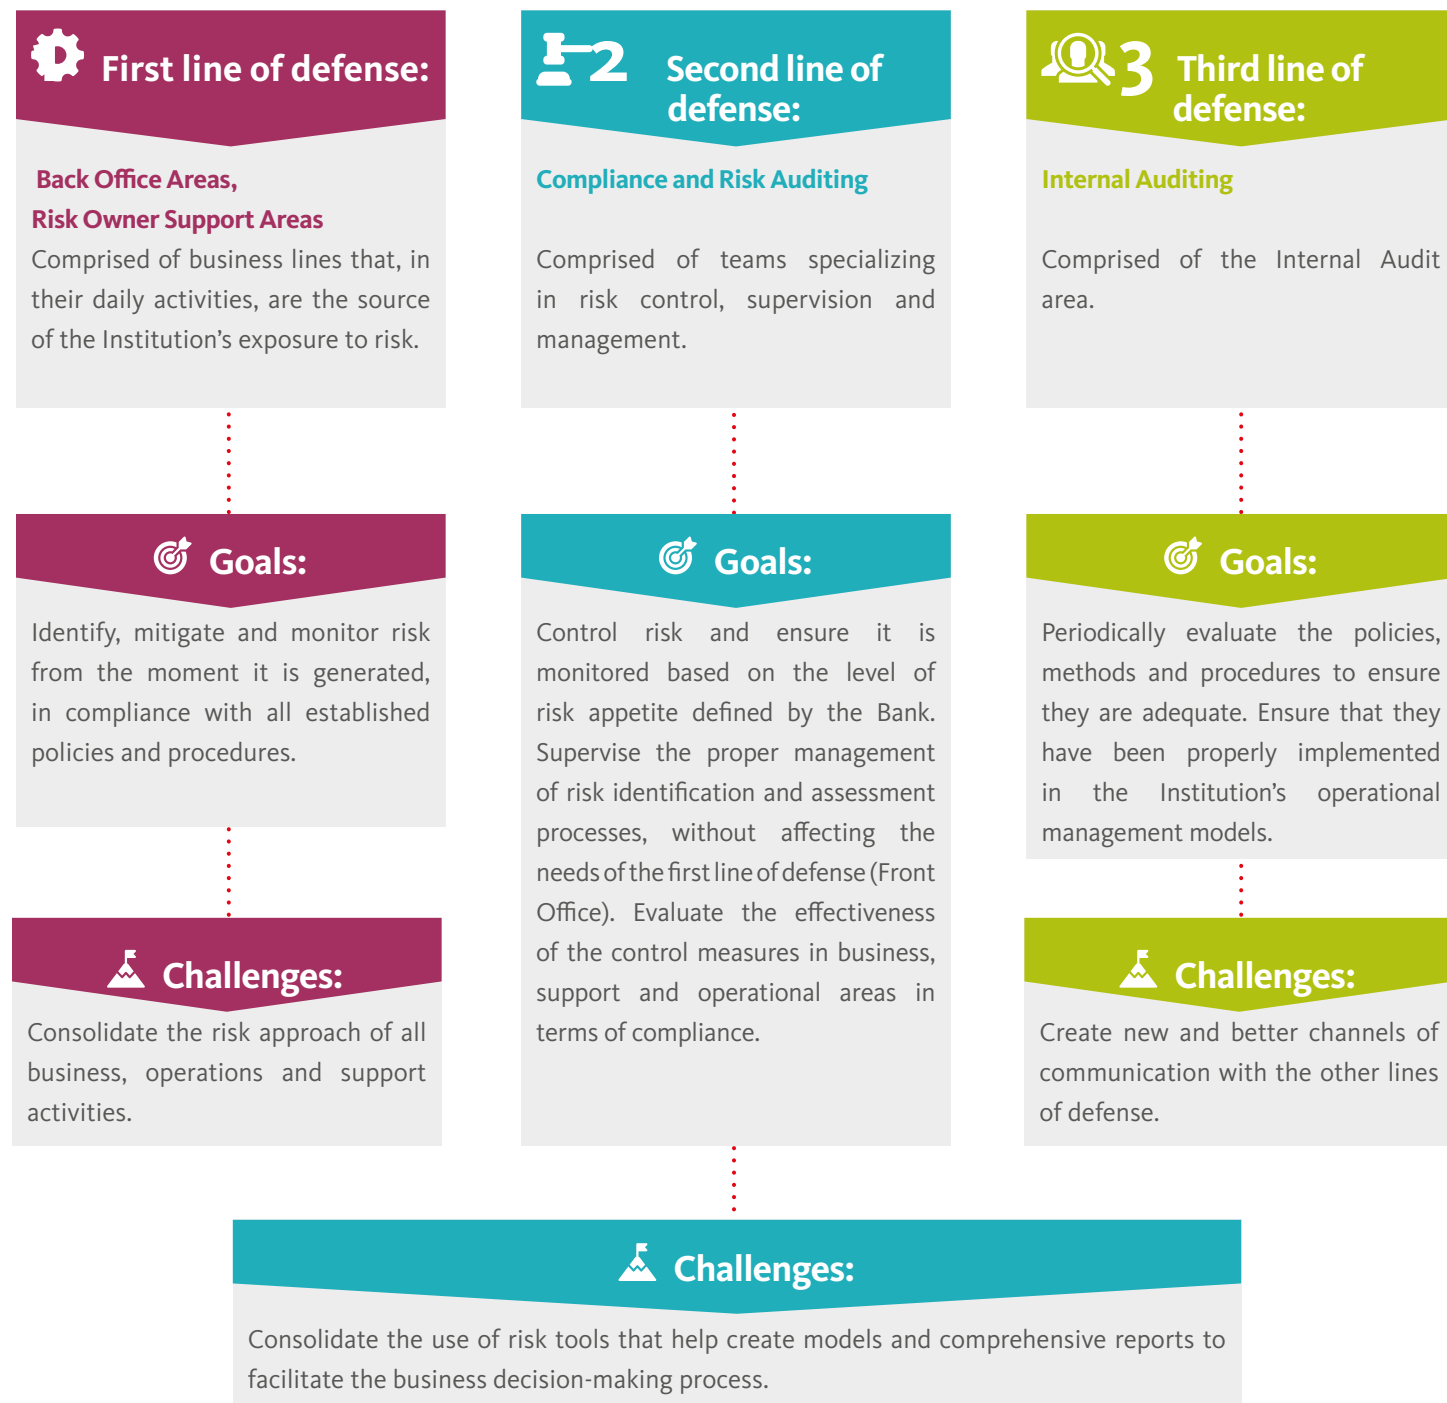 First line of defense:
Back Office Areas,
Risk Owner Support Areas
Comprised of business lines that, in
their daily activities, are the source
of the Institution's exposure to risk.
Goals:
Identify, mitigate and monitor risk
from the moment it is generated,
in compliance with all established
policies and procedures.
Challenges:
Consolidate the risk approach of all
business, operations and support
activities.
2 Second line of
defense:
Compliance and Risk Auditing
Comprised of teams specializing
in risk control, supervision and
management.
Goals:
Control risk and ensure it is
monitored based on the level of
risk appetite defined by the Bank.
Supervise the proper management
of risk identification and assessment
processes, without affecting the
needs of the first line of defense (Front
Office). Evaluate the effectiveness
of the control measures in business,
support and operational areas in
terms of compliance.
Challenges:
Consolidate the use of risk tools that help create models and comprehensive reports to
facilitate the business decision-making process.
3 Third line of
defense:
Internal Auditing
Comprised of the Internal Audit
area.
Goals:
Periodically evaluate the policies,
methods and procedures to ensure
they are adequate. Ensure that they
have been properly implemented
in the Institution's operational
management models.
Challenges:
Create new and better channels of
communication with the other lines
of defense.